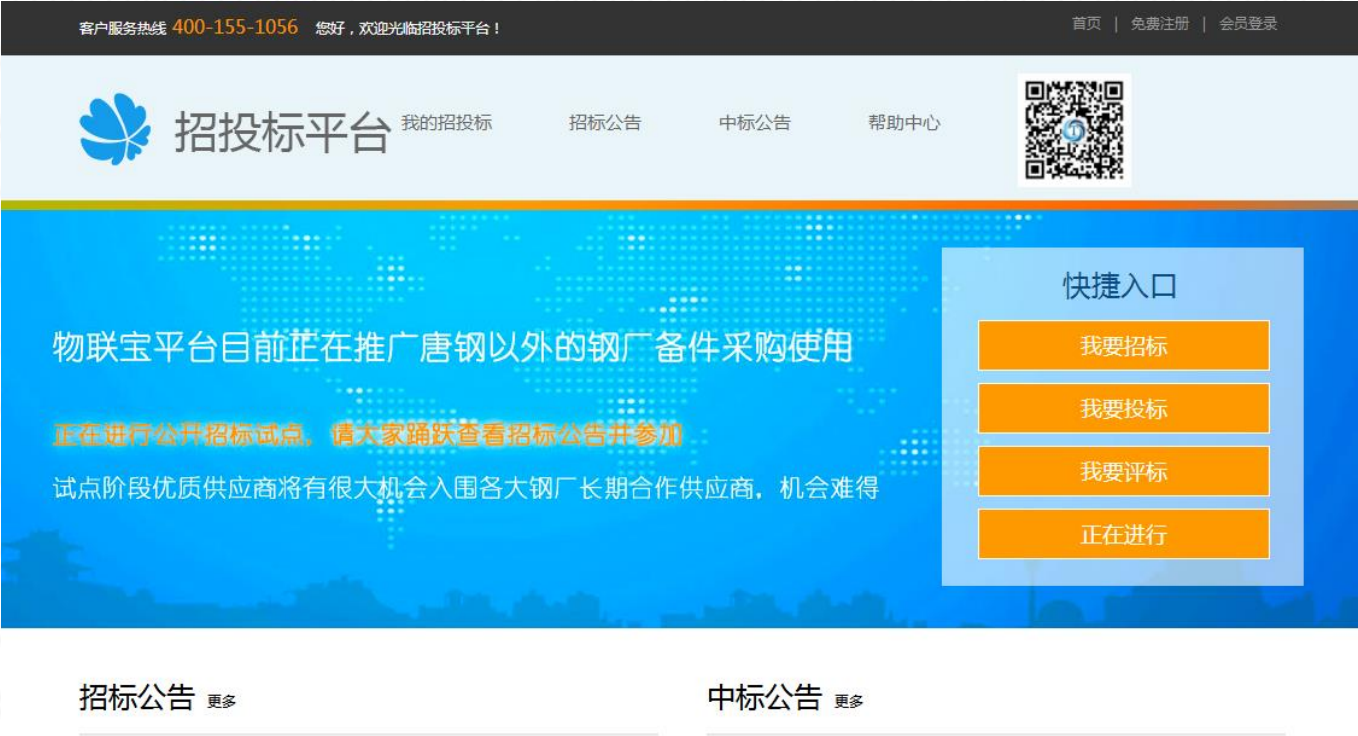 客户服务热线 400-155-1056 您好，欢迎光临招投标平台！
首页 | 免费注册 | 会员登录
招投标平台
我的招投标 招标公告 中标公告 帮助中心
物联宝平台目前正在推广唐钢以外的钢厂备件采购使用
正在进行公开招标试点，请大家踊跃查看招标公告并参加
试点阶段优质供应商将有很大机会入围各大钢厂长期合作供应商，机会难得
快捷入口
我要招标
我要投标
我要评标
正在进行
招标公告 更多
中标公告 更多